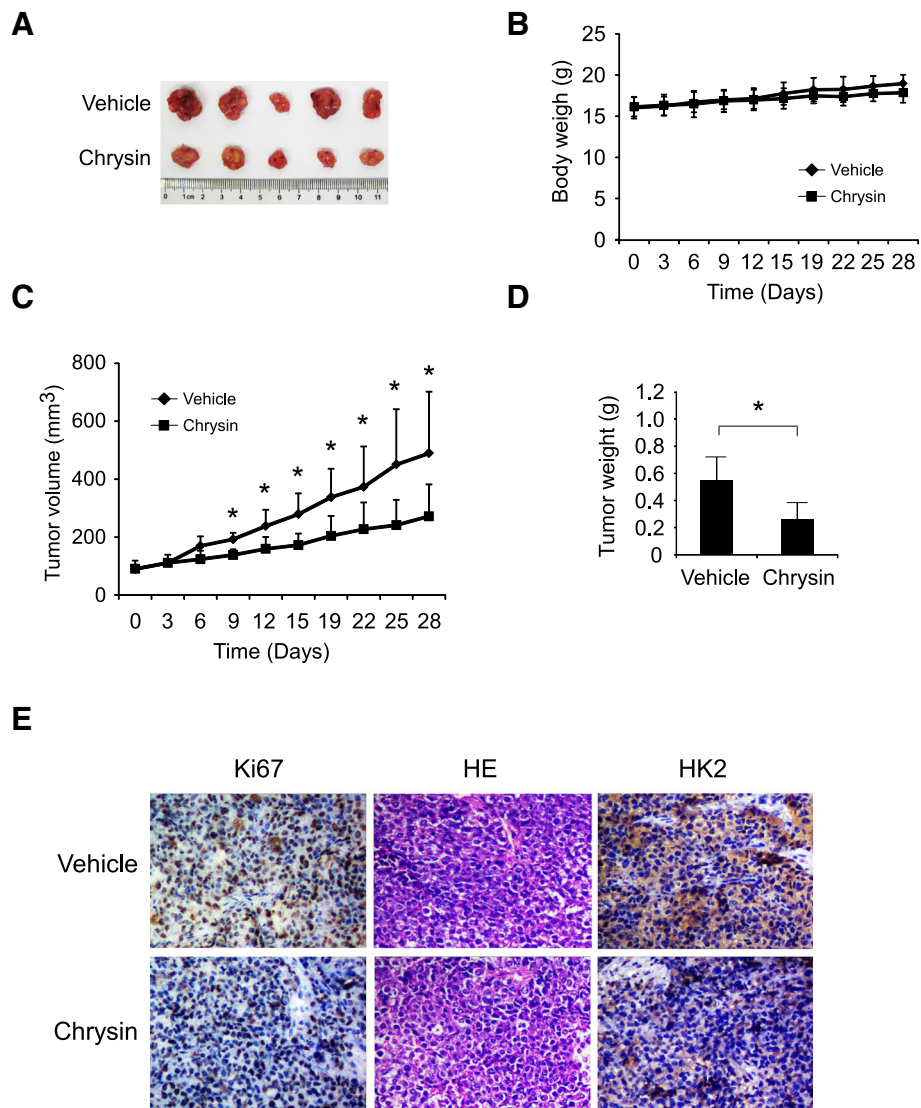 A
Vehicle
Chrysin
0 1cm 2 3 4 5 6 7 8 9 10 11
B
Body weigh (g)
25
20
15
10
5
0
Vehicle
Chrysin
0 3 6 9 12 15 19 22 25 28
Time (Days)
C
Tumor volume (mm3)
800
600
400
200
0
Vehicle
Chrysin
* * * * * * * *
0 3 6 9 12 15 19 22 25 28
Time (Days)
D
Tumor weight (g)
1.2
1.0
0.8
0.6
0.4
0.2
0
*
Vehicle Chrysin
E
Ki67 HE HK2
Vehicle
Chrysin